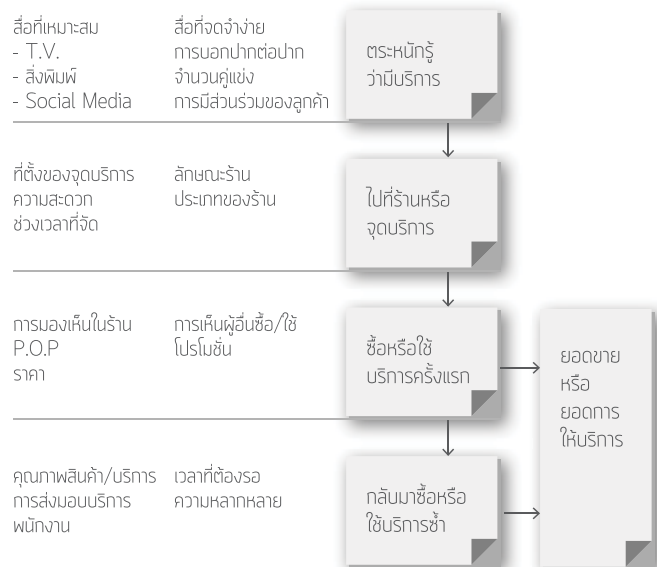 สื่อที่เหมาะสม
- T.V.
- สิ่งพิมพ์
- Social Media
สื่อที่จดจำง่าย
การบอกปากต่อปาก
จำนวนคู่แข่ง
การมีส่วนร่วมของลูกค้า
ตระหนักรู้
ว่ามีบริการ
ที่ตั้งของจุดบริการ
ความสะดวก
ช่วงเวลาที่จัด
ลักษณะร้าน
ประเภทของร้าน
ไปที่ร้านหรือ
จุดบริการ
การมองเห็นในร้าน
P.O.P
ราคา
การเห็นผู้อื่นซื้อ/ใช้
โปรโมชั่น
ซื้อหรือใช้
บริการครั้งแรก
ยอดขาย
หรือ
ยอดการ
ให้บริการ
คุณภาพสินค้า/บริการ
การส่งมอบบริการ
พนักงาน
เวลาที่ต้องรอ
ความหลากหลาย
กลับมาซื้อหรือ
ใช้บริการซ้ำ